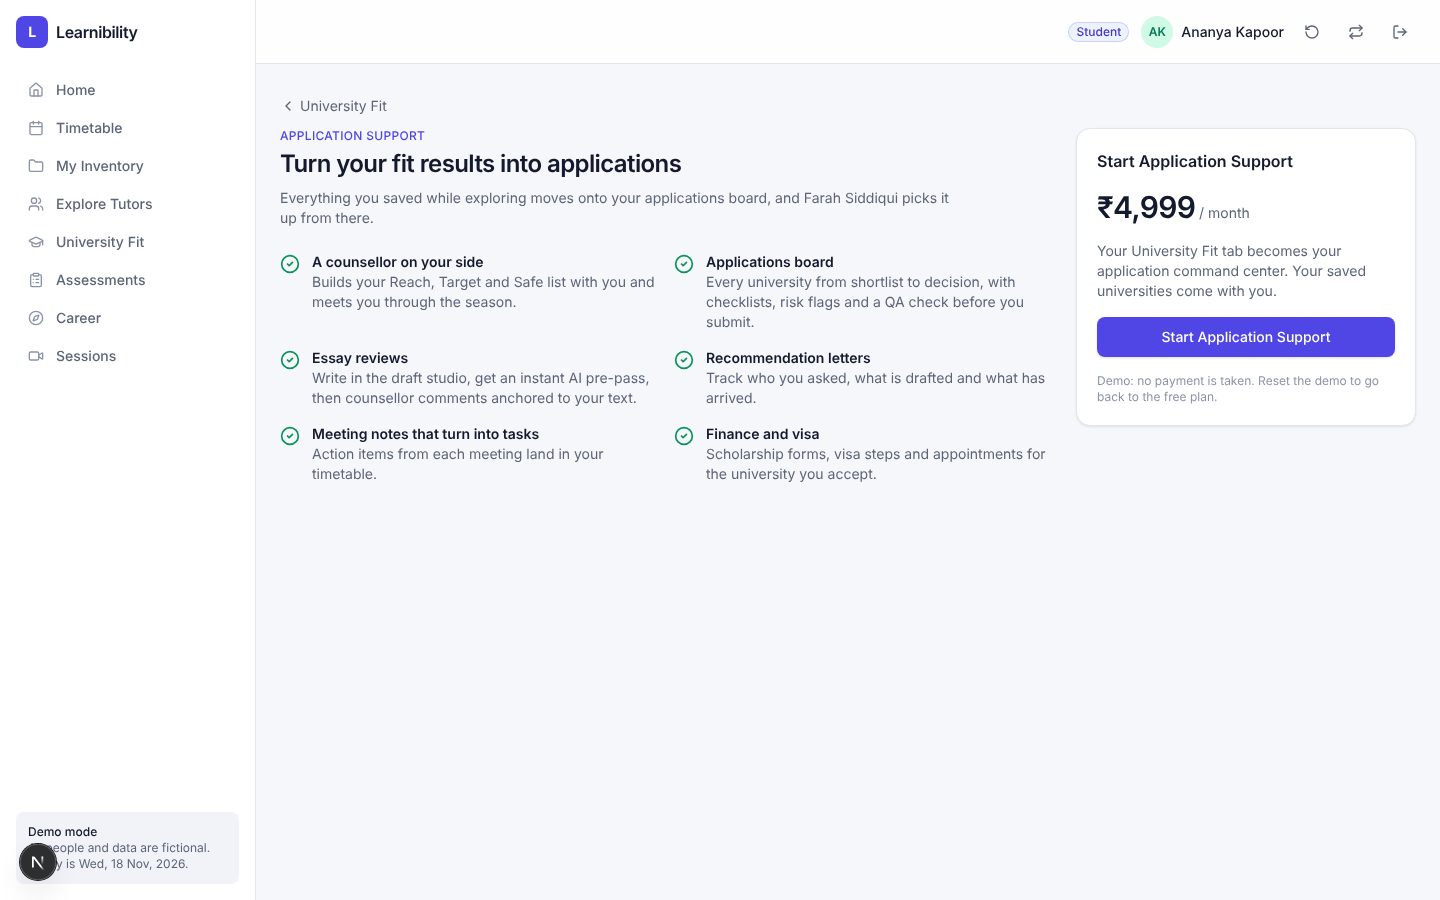 L Learnibility
Home
Timetable
My Inventory
Explore Tutors
University Fit
Assessments
Career
Sessions
Demo mode
people and data are fictional.
is Wed, 18 Nov, 2026.
N
Student AK Ananya Kapoor
University Fit
APPLICATION SUPPORT
Turn your fit results into applications
Everything you saved while exploring moves onto your applications board, and Farah Siddiqui picks it
up from there.
A counsellor on your side
Builds your Reach, Target and Safe list with you and
meets you through the season.
Applications board
Every university from shortlist to decision, with
checklists, risk flags and a QA check before you
submit.
Essay reviews
Write in the draft studio, get an instant AI pre-pass,
then counsellor comments anchored to your text.
Recommendation letters
Track who you asked, what is drafted and what has
arrived.
Meeting notes that turn into tasks
Action items from each meeting land in your
timetable.
Finance and visa
Scholarship forms, visa steps and appointments for
the university you accept.
Start Application Support
₹4,999 / month
Your University Fit tab becomes your
application command center. Your saved
universities come with you.
Start Application Support
Demo: no payment is taken. Reset the demo to go
back to the free plan.